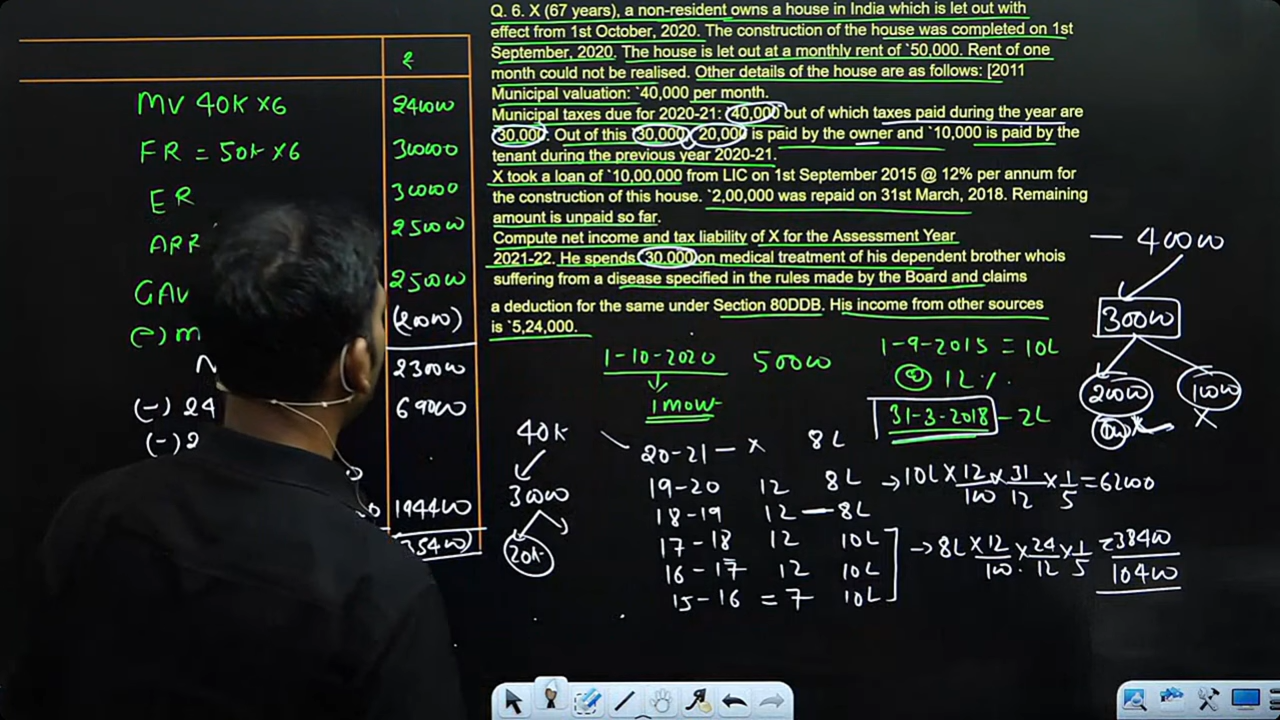 Q. 6. X (67 years), a non-resident owns a house in India which is let out with
effect from 1st October, 2020. The construction of the house was completed on 1st
September, 2020. The house is let out at a monthly rent of `50,000. Rent of one
month could not be realised. Other details of the house are as follows: [2011
Municipal valuation: `40,000 per month.
Municipal taxes due for 2020-21: `40,000 out of which taxes paid during the year are
`30,000. Out of this `30,000, `20,000 is paid by the owner and `10,000 is paid by the
tenant during the previous year 2020-21.
X took a loan of `10,00,000 from LIC on 1st September 2015 @ 12% per annum for
the construction of this house. `2,00,000 was repaid on 31st March, 2018. Remaining
amount is unpaid so far.
Compute net income and tax liability of X for the Assessment Year
2021-22. He spends `30,000 on medical treatment of his dependent brother whois
suffering from a disease specified in the rules made by the Board and claims
a deduction for the same under Section 80DDB. His income from other sources
is `5,24,000.
₹
MV 40K × 6 240000
FR = 50K × 6 300000
ER 300000
ARR 250000
GAV 250000
(-) m (20000)
N 230000
(-) 24 69000
(-) 2
194400
35400)
1-10-2020 50000
1 month
1-9-2015 = 10L
@ 12%.
31-3-2018 - 2L
- 40000
30000
20000 10000
×
40K
30000
20K
20-21 - × 8L
19-20 12 8L
18-19 12 - 8L
17-18 12 10L
16-17 12 10L
15-16 = 7 10L
→ 10L × 12/100 × 31/12 × 1/5 = 62000
→ 8L × 12/100 × 24/12 × 1/5 = 38400
100400